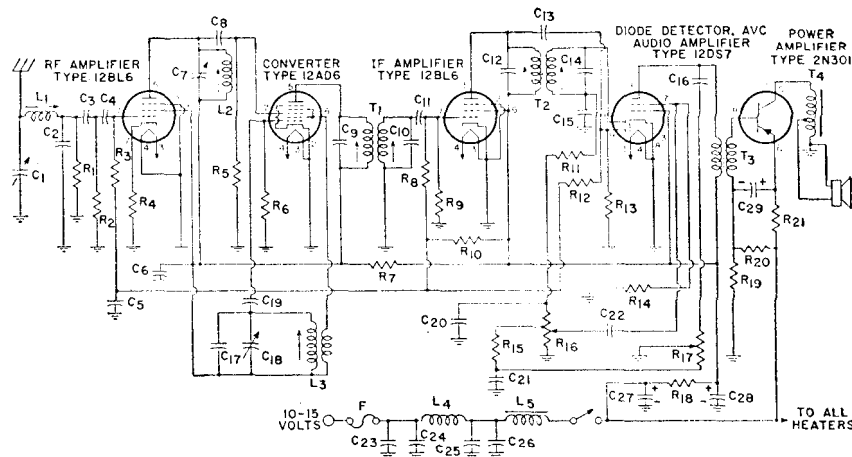 RF AMPLIFIER
TYPE 12BL6
CONVERTER
TYPE 12AD6
IF AMPLIFIER
TYPE 12BL6
DIODE DETECTOR, AVC
AUDIO AMPLIFIER
TYPE 12DS7
POWER
AMPLIFIER
TYPE 2N301
C8
C13
C7
L2
C12
T2
C14
C15
C16
T4
L1
C3
C4
C2
C1
R1
R2
R3
R4
R5
R6
C9
T1
C10
C11
R8
R9
R11
R12
R13
T3
C29
R21
R10
R7
R20
R19
C6
C5
C19
C20
R14
C22
R15
R16
R17
C21
C17
C18
L3
10-15
VOLTS
F
L4
L5
C23
C24
C25
C26
C27
R18
C28
TO ALL
HEATERS